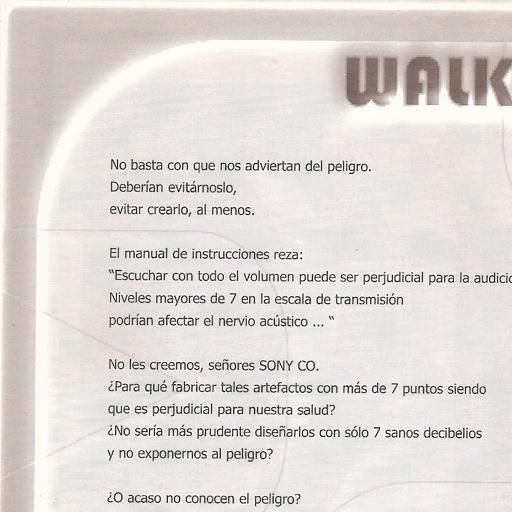 WALK
No basta con que nos adviertan del peligro.
Deberían evitárnoslo,
evitar crearlo, al menos.
El manual de instrucciones reza:
"Escuchar con todo el volumen puede ser perjudicial para la audici
Niveles mayores de 7 en la escala de transmisión
podrían afectar el nervio acústico ... "
No les creemos, señores SONY CO.
¿Para qué fabricar tales artefactos con más de 7 puntos siendo
que es perjudicial para nuestra salud?
¿No sería más prudente diseñarlos con sólo 7 sanos decibelios
y no exponernos al peligro?
¿O acaso no conocen el peligro?